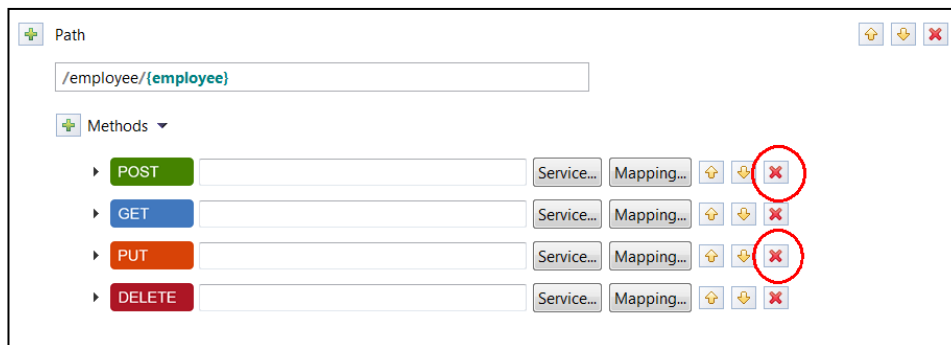 Path
/employee/{employee}
Methods
POST Service... Mapping...
GET Service... Mapping...
PUT Service... Mapping...
DELETE Service... Mapping...